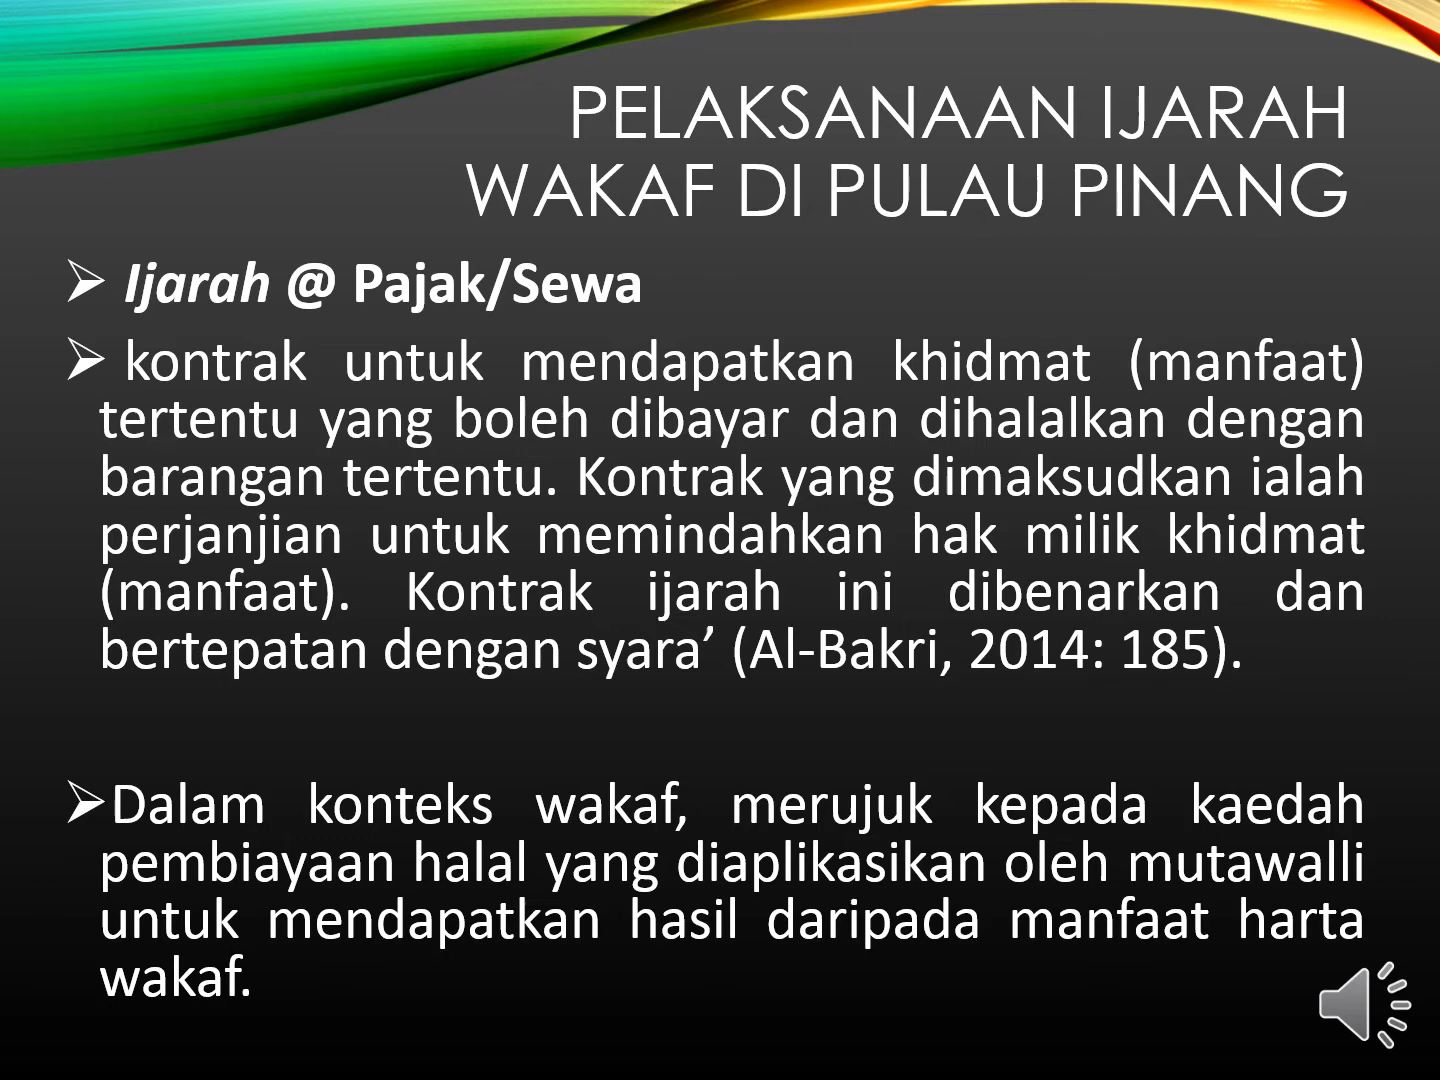 PELAKSANAAN IJARAH
WAKAF DI PULAU PINANG
➢ Ijarah @ Pajak/Sewa
➢ kontrak untuk mendapatkan khidmat (manfaat)
tertentu yang boleh dibayar dan dihalalkan dengan
barangan tertentu. Kontrak yang dimaksudkan ialah
perjanjian untuk memindahkan hak milik khidmat
(manfaat). Kontrak ijarah ini dibenarkan dan
bertepatan dengan syara’ (Al-Bakri, 2014: 185).
➢Dalam konteks wakaf, merujuk kepada kaedah
pembiayaan halal yang diaplikasikan oleh mutawalli
untuk mendapatkan hasil daripada manfaat harta
wakaf.